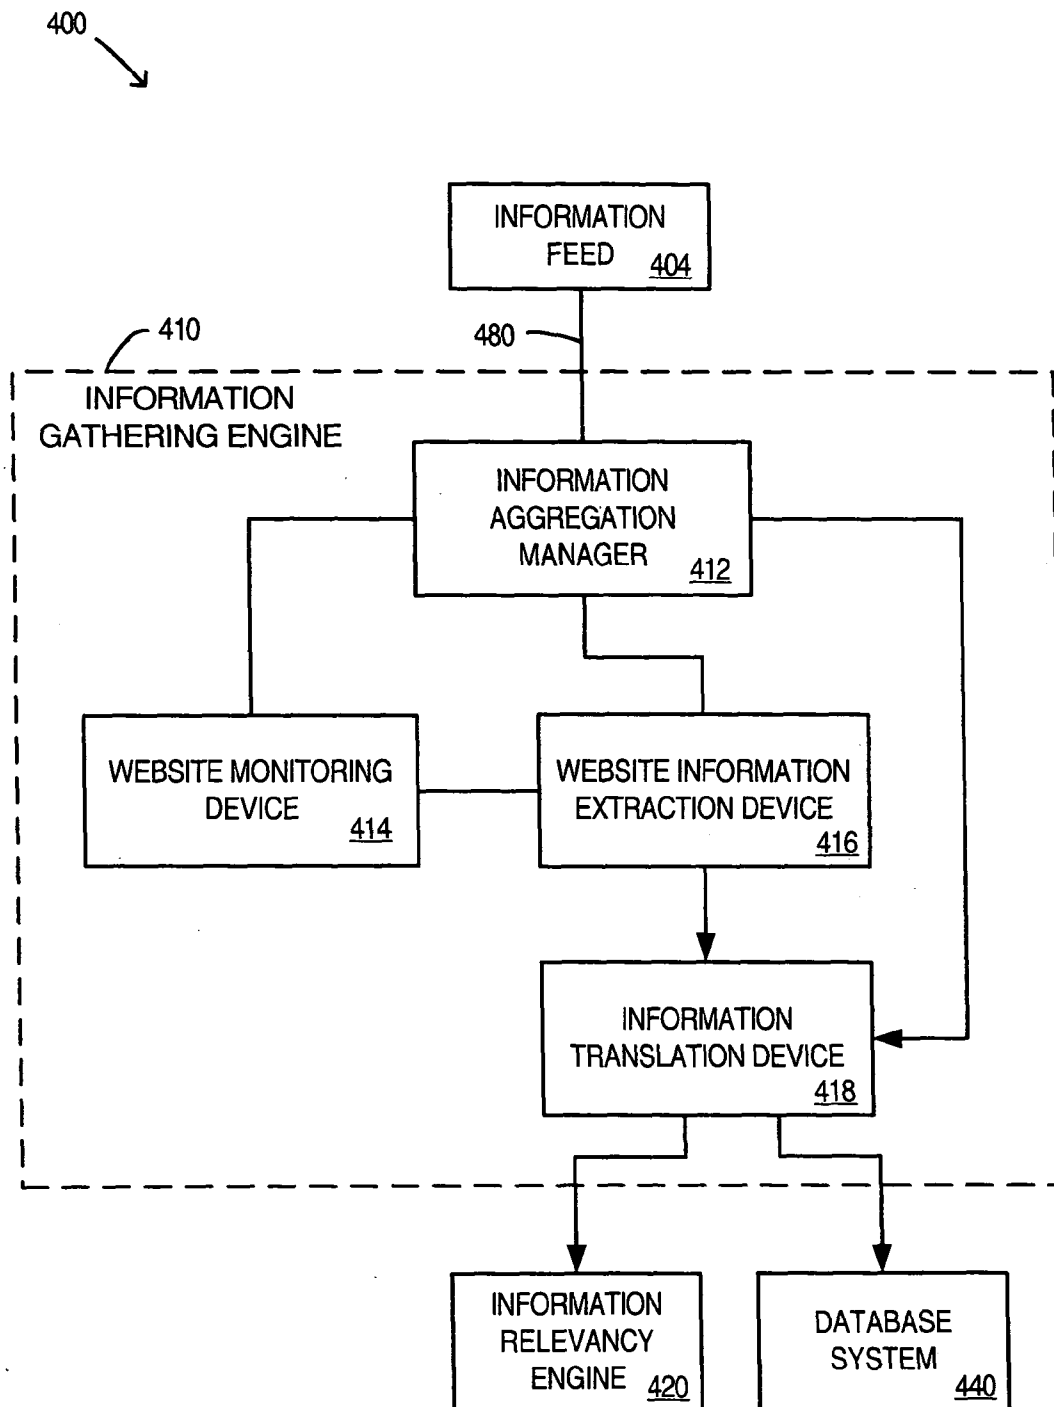 400
INFORMATION
FEED
404
410
480
INFORMATION
GATHERING ENGINE
INFORMATION
AGGREGATION
MANAGER
412
WEBSITE MONITORING
DEVICE
414
WEBSITE INFORMATION
EXTRACTION DEVICE
416
INFORMATION
TRANSLATION DEVICE
418
INFORMATION
RELEVANCY
ENGINE
420
DATABASE
SYSTEM
440